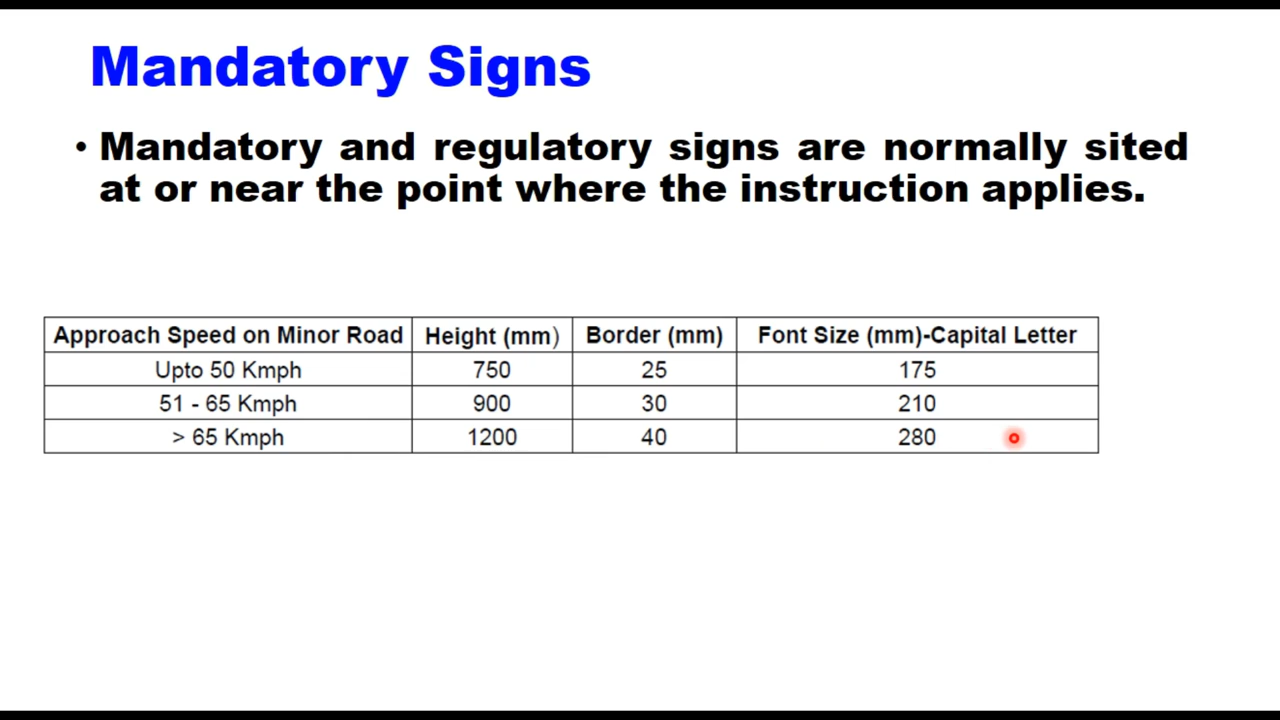 Mandatory Signs
• Mandatory and regulatory signs are normally sited
at or near the point where the instruction applies.
Approach Speed on Minor Road Height (mm) Border (mm) Font Size (mm)-Capital Letter
Upto 50 Kmph 750 25 175
51 - 65 Kmph 900 30 210
> 65 Kmph 1200 40 280